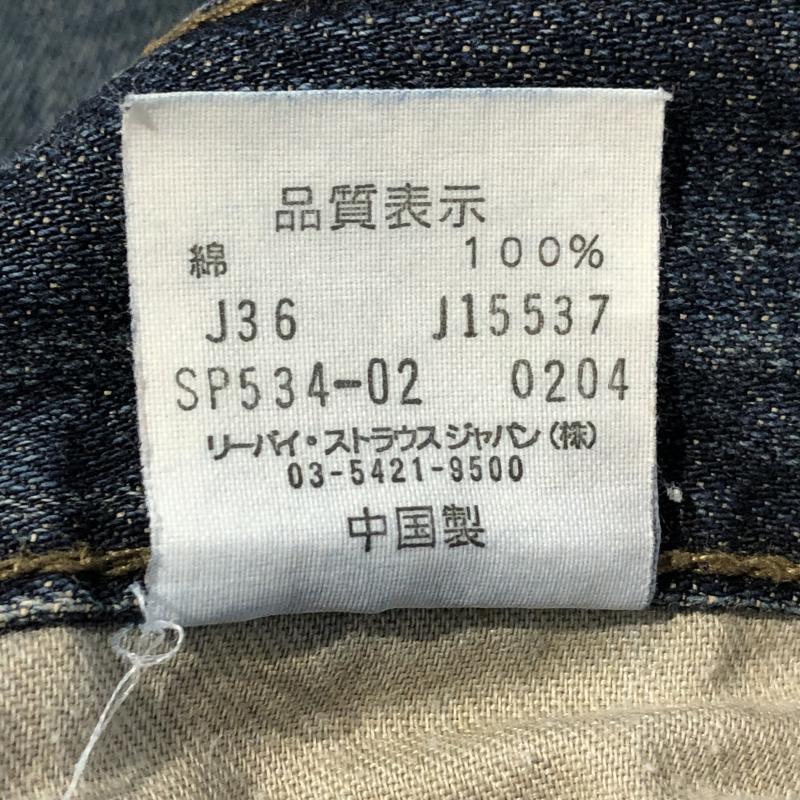 品質表示
綿 100%
J36 J15537
SP534-02 0204
リーバイ・ストラウスジャパン(株)
03-5421-9500
中国製